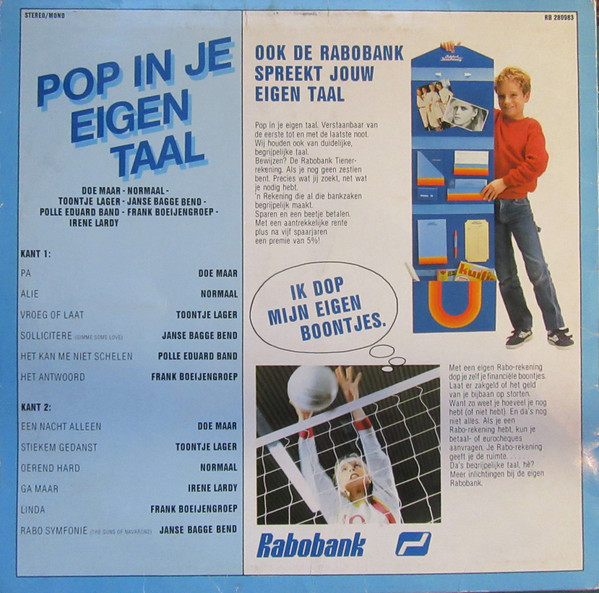 STEREO/MONO
RB 289983
POP IN JE
EIGEN
TAAL
DOE MAAR - NORMAAL -
TOONTJE LAGER - JANSE BAGGE BEND -
POLLE EDUARD BAND - FRANK BOEIJENGROEP -
IRENE LARDY
KANT 1:
PA DOE MAAR
ALIE NORMAAL
VROEG OF LAAT TOONTJE LAGER
SOLLICITERE (GIMME SOME LOVE) JANSE BAGGE BEND
HET KAN ME NIET SCHELEN POLLE EDUARD BAND
HET ANTWOORD FRANK BOEIJENGROEP
KANT 2:
EEN NACHT ALLEEN DOE MAAR
STIEKEM GEDANST TOONTJE LAGER
OEREND HARD NORMAAL
GA MAAR IRENE LARDY
LINDA FRANK BOEIJENGROEP
RABO SYMFONIE (THE SONG OF NAVARONE) JANSE BAGGE BEND
OOK DE RABOBANK
SPREEKT JOUW
EIGEN TAAL
Pop in je eigen taal. Verstaanbaar van
de eerste tot en met de laatste noot.
Wij houden ook van duidelijke,
begrijpelijke taal.
Bewijzen? De Rabobank Tiener-
rekening. Als je nog geen zestien
bent. Precies wat jij zoekt, net wat
je nodig hebt.
'n Rekening die al die bankzaken
begrijpelijk maakt.
Sparen en een beetje betalen.
Met een aantrekkelijke rente
plus na vijf spaarjaren
een premie van 5%!
IK DOP
MIJN EIGEN
BOONTJES.
kuifje
Met een eigen Rabo-rekening
dop je zelf je financiële boontjes.
Laat er zakgeld of het geld
van je bijbaan op storten.
Want zo weet je hoeveel je nog
hebt (of niet hebt). En da's nog
niet alles. Als je een
Rabo-rekening hebt, kun je
betaal- of eurocheques
aanvragen. Je Rabo-rekening
geeft je de ruimte. . .
Da's begrijpelijke taal, hè?
Meer inlichtingen bij de eigen
Rabobank.
Rabobank